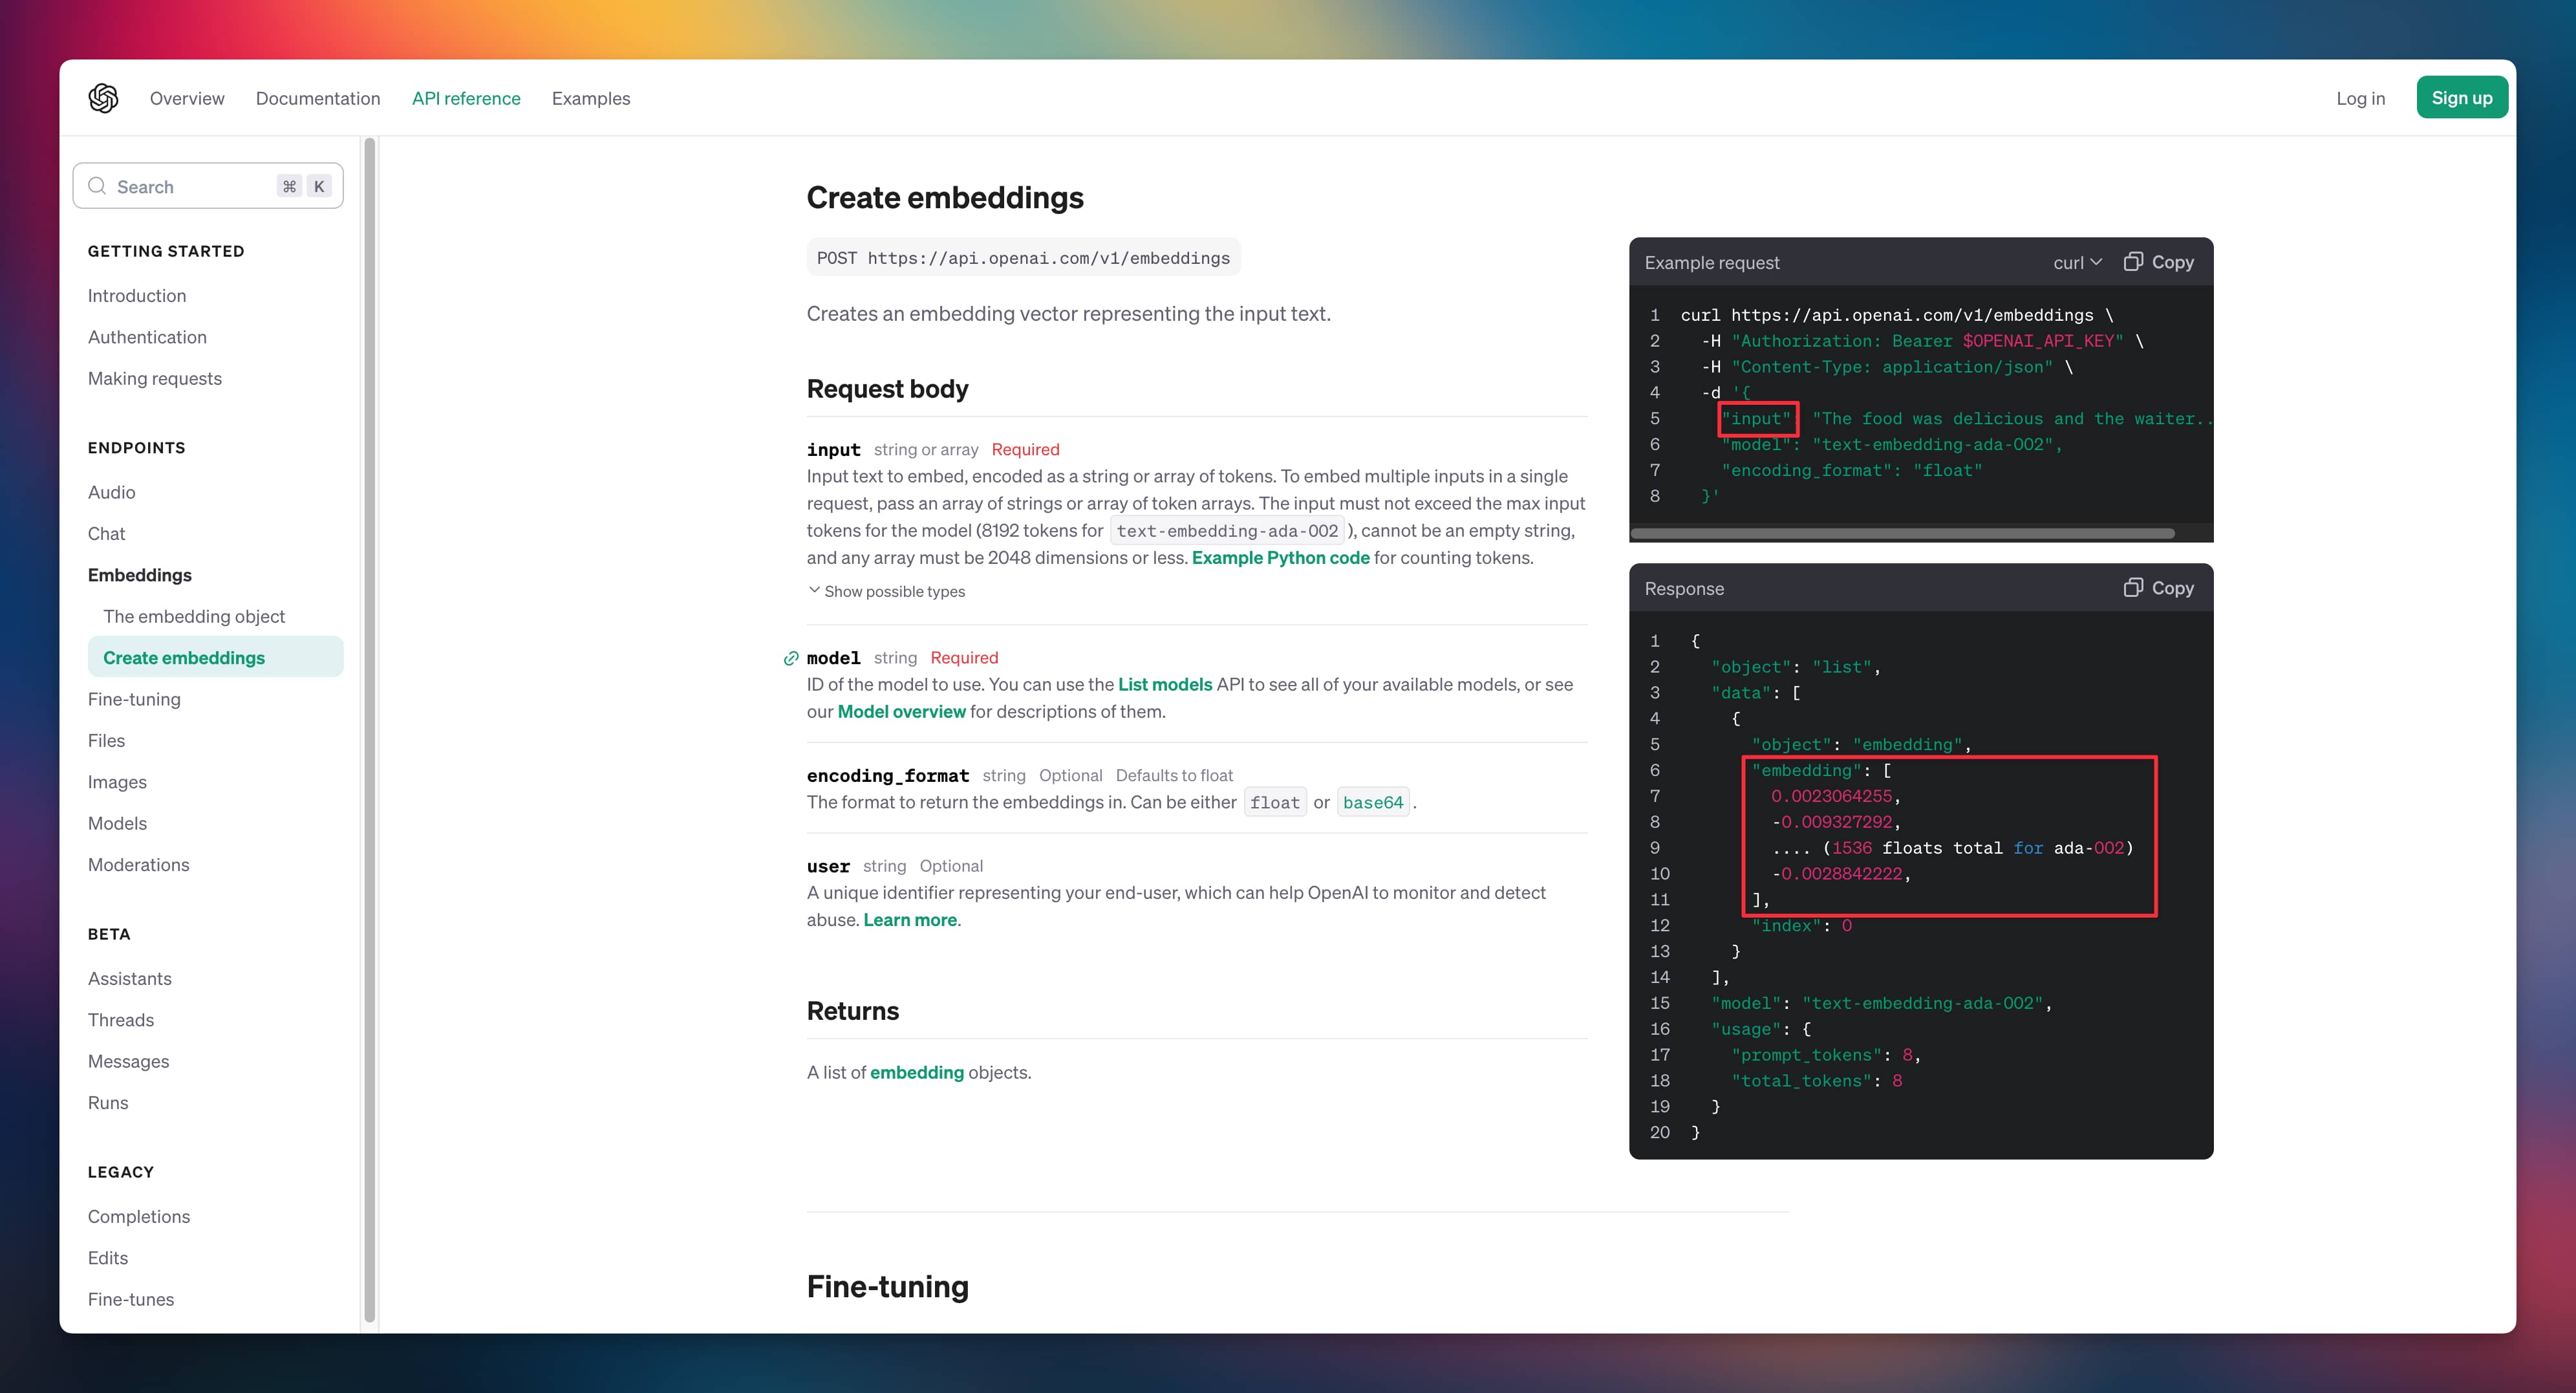 Overview
Documentation
API reference
Examples
Log in
Sign up
Search
⌘ K
GETTING STARTED
Introduction
Authentication
Making requests
ENDPOINTS
Audio
Chat
Embeddings
The embedding object
Create embeddings
Fine-tuning
Files
Images
Models
Moderations
BETA
Assistants
Threads
Messages
Runs
LEGACY
Completions
Edits
Fine-tunes
Create embeddings
POST https://api.openai.com/v1/embeddings
Creates an embedding vector representing the input text.
Request body
input string or array Required
Input text to embed, encoded as a string or array of tokens. To embed multiple inputs in a single
request, pass an array of strings or array of token arrays. The input must not exceed the max input
tokens for the model (8192 tokens for text-embedding-ada-002 ), cannot be an empty string,
and any array must be 2048 dimensions or less. Example Python code for counting tokens.
Show possible types
model string Required
ID of the model to use. You can use the List models API to see all of your available models, or see
our Model overview for descriptions of them.
encoding_format string Optional Defaults to float
The format to return the embeddings in. Can be either float or base64 .
user string Optional
A unique identifier representing your end-user, which can help OpenAI to monitor and detect
abuse. Learn more.
Returns
A list of embedding objects.
Fine-tuning
Example request
curl
Copy
1 curl https://api.openai.com/v1/embeddings \
2 -H "Authorization: Bearer $OPENAI_API_KEY" \
3 -H "Content-Type: application/json" \
4 -d '{
5 "input" "The food was delicious and the waiter..
6 "model": "text-embedding-ada-002",
7 "encoding_format": "float"
8 }'
Response
Copy
1 {
2 "object": "list",
3 "data": [
4 {
5 "object": "embedding",
6 "embedding": [
7 0.0023064255,
8 -0.009327292,
9 .... (1536 floats total for ada-002)
10 -0.0028842222,
11 ],
12 "index": 0
13 }
14 ],
15 "model": "text-embedding-ada-002",
16 "usage": {
17 "prompt_tokens": 8,
18 "total_tokens": 8
19 }
20 }